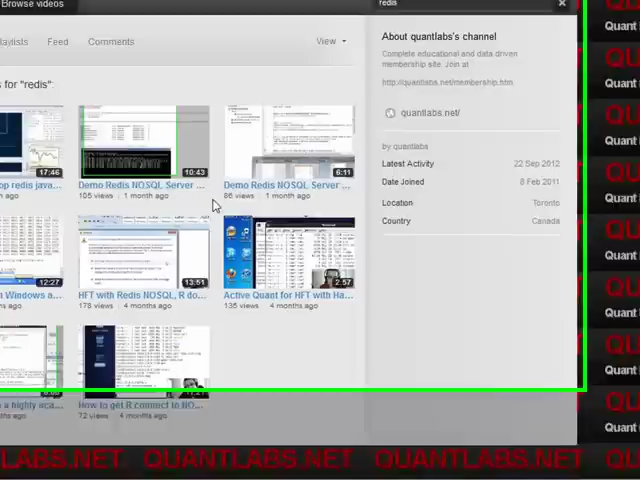 Browse videos
redis
Quant
aylists Feed Comments View
About quantlabs's channel
Complete educational and data driven
membership site. Join at
http://quantlabs.net/membership.htm
s for "redis":
quantlabs.net/
by quantlabs
Latest Activity 22 Sep 2012
Date Joined 8 Feb 2011
Location Toronto
Country Canada
17:46
10:43
6:11
op redis java...
Demo Redis NOSQL Server ...
Demo Redis NOSQL Server ...
h ago
105 views 1 month ago
86 views 1 month ago
12:27
13:51
2:57
n Windows a...
HFT with Redis NOSQL, R do...
Active Quant for HFT with Ha...
hs ago
178 views 4 months ago
135 views 4 months ago
a highly aca...
How to get R connect to NO...
hs ago
72 views 4 months ago
LABS.NET QUANTLABS.NET QUANTLABS.NET QU